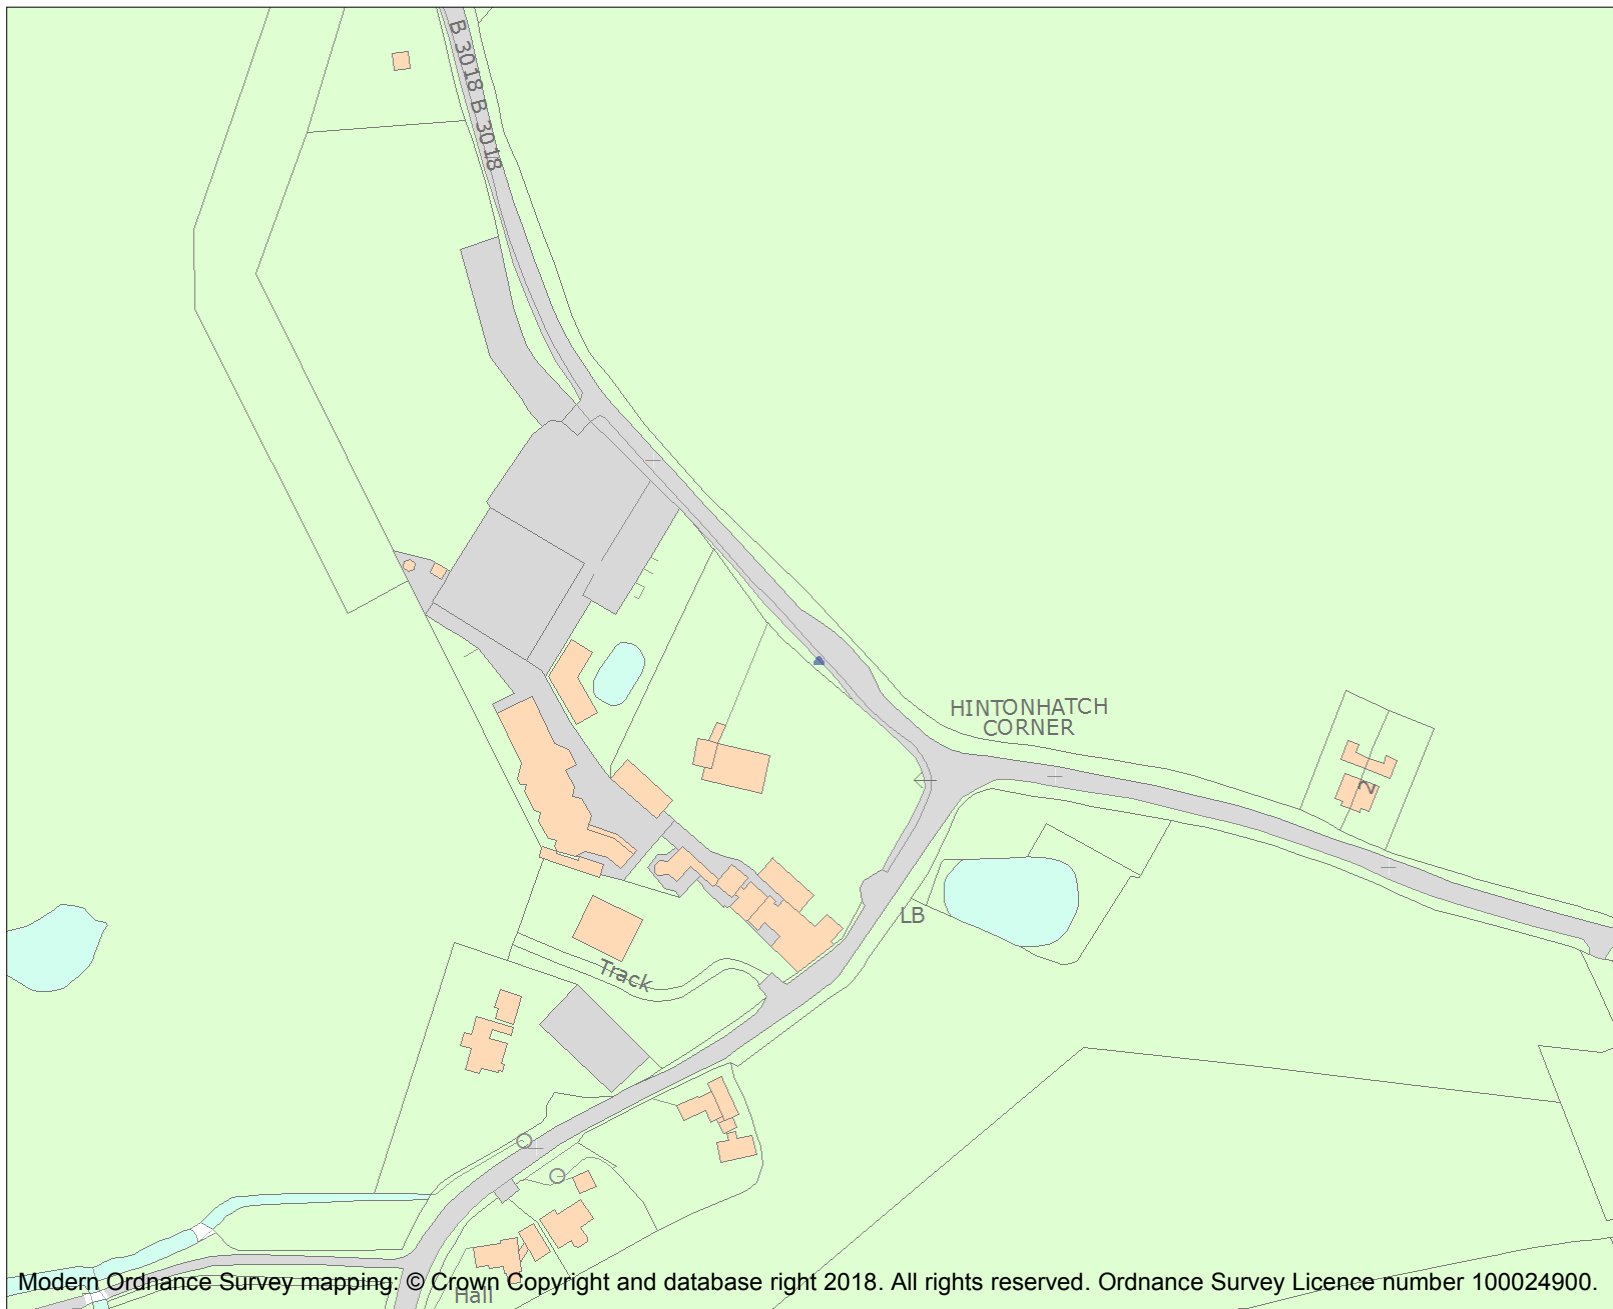 B 3018 B 3018
HINTONHATCH
CORNER
2
LB
Track
Modern Ordnance Survey mapping: © Crown Copyright and database right 2018. All rights reserved. Ordnance Survey Licence number 100024900.
Hall